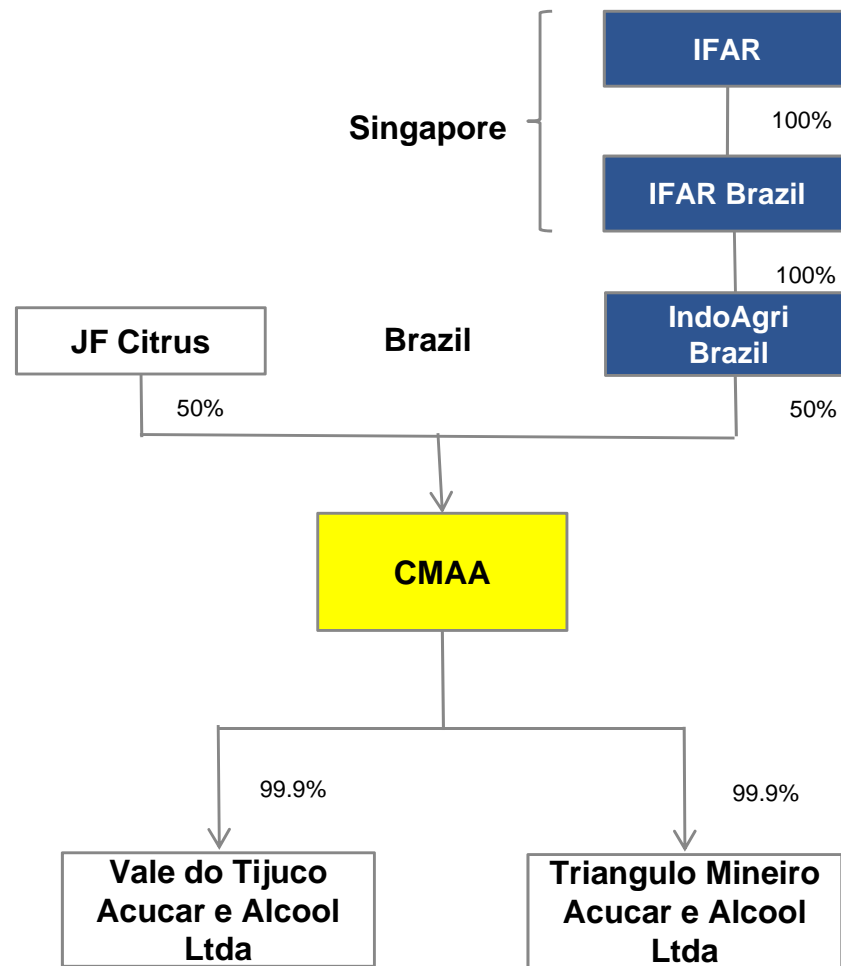 IFAR
100%
Singapore
IFAR Brazil
100%
JF Citrus
Brazil
IndoAgri
Brazil
50%
50%
CMAA
99.9%
99.9%
Vale do Tijuco
Acucar e Alcool
Ltda
Triangulo Mineiro
Acucar e Alcool
Ltda